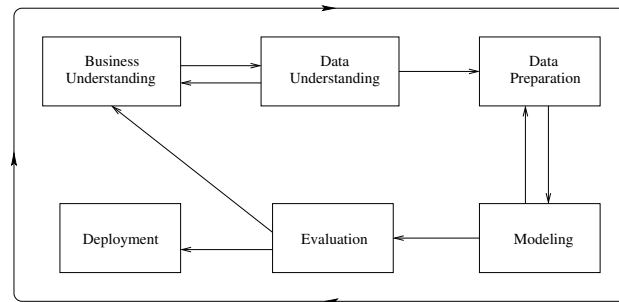 Business
Understanding
Data
Understanding
Data
Preparation
Deployment
Evaluation
Modeling